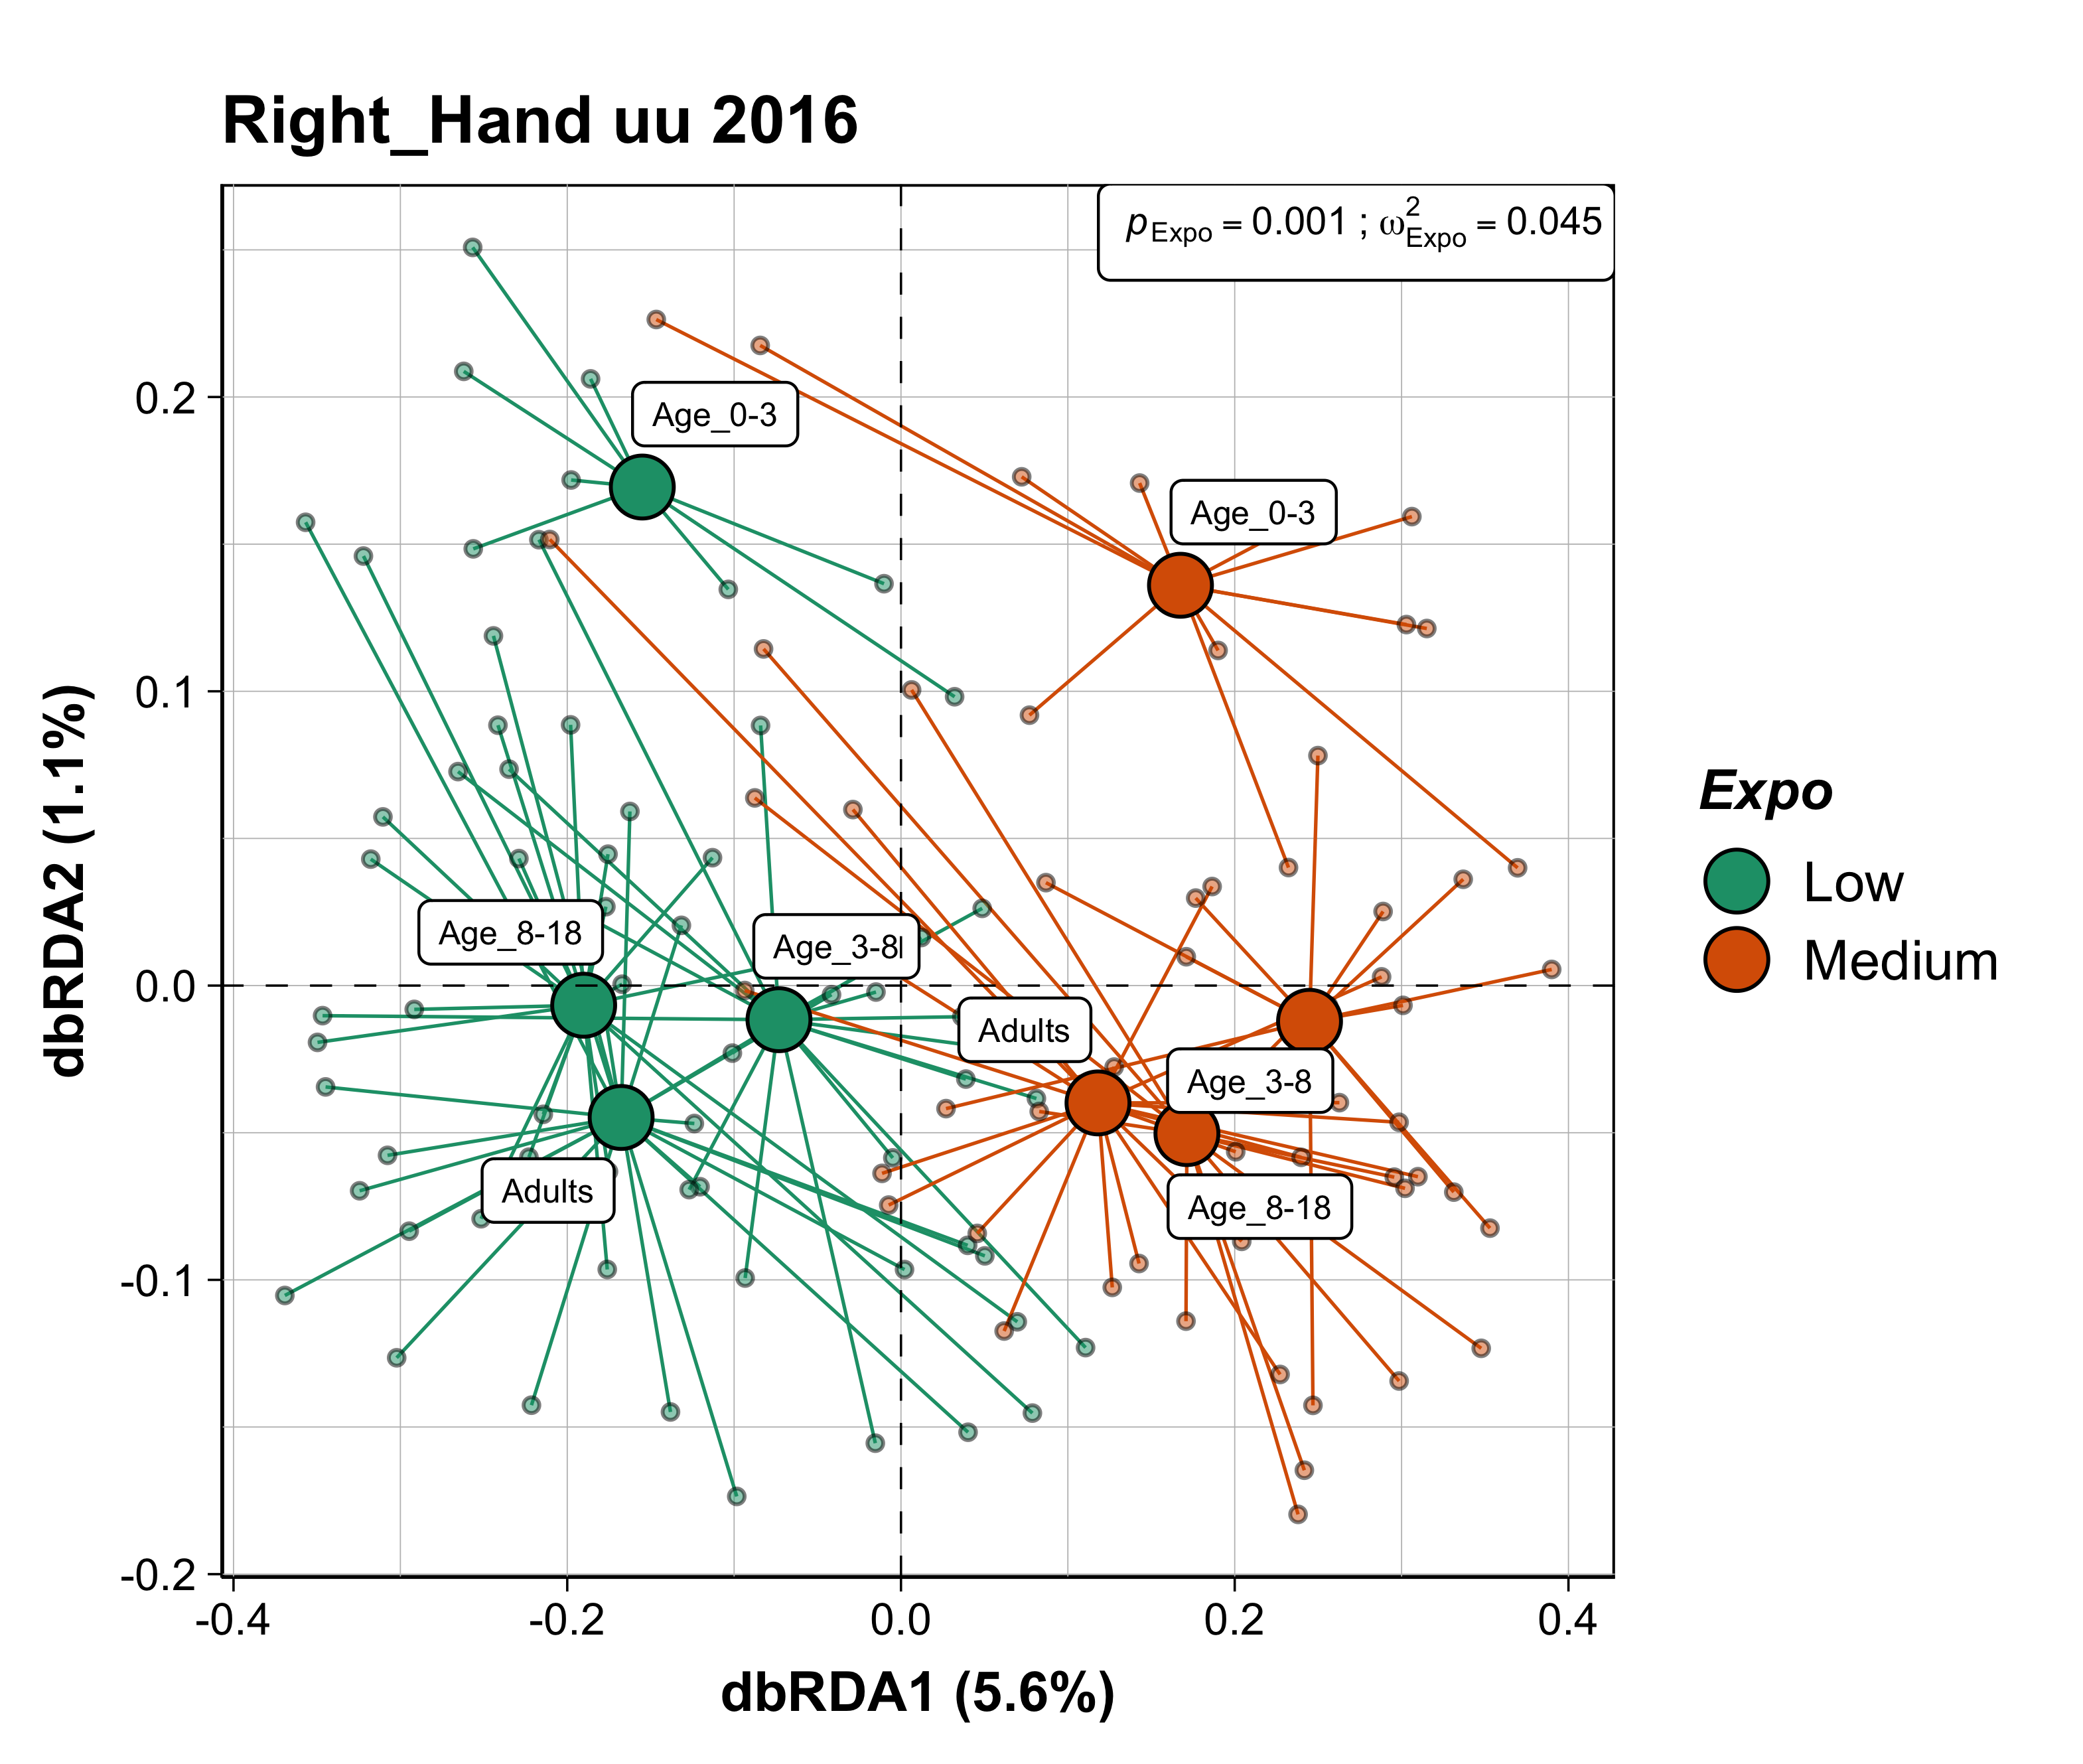 Right_Hand uu 2016
p Expo = 0.001 ; ω²Expo = 0.045
Age_0-3
Age_0-3
Age_8-18
Age_3-8
Adults
Age_3-8
Adults
Age_8-18
0.2
0.1
0.0
-0.1
-0.2
-0.4
-0.2
0.0
0.2
0.4
dbRDA1 (5.6%)
dbRDA2 (1.1%)
Expo
Low
Medium